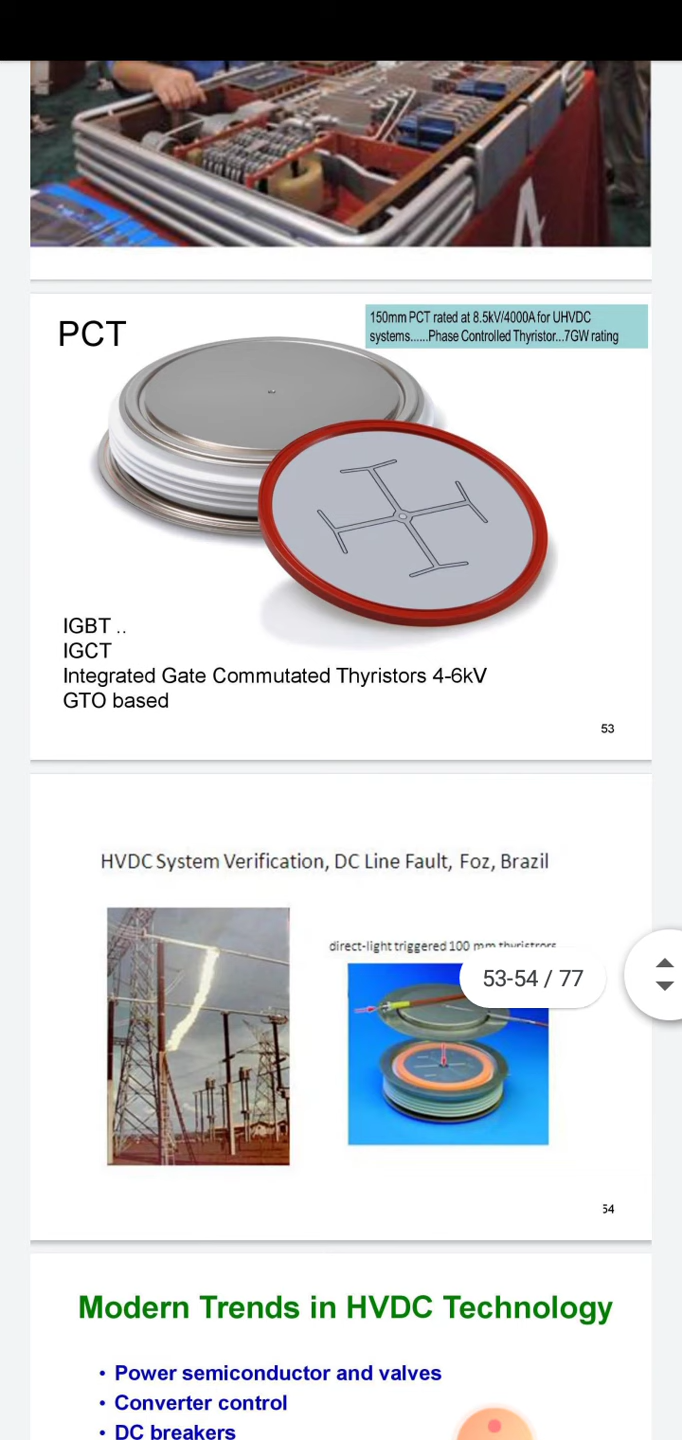 PCT
150mm PCT rated at 8.5kV/4000A for UHVDC
systems......Phase Controlled Thyristor...7GW rating
IGBT ..
IGCT
Integrated Gate Commutated Thyristors 4-6kV
GTO based
53
HVDC System Verification, DC Line Fault, Foz, Brazil
direct-light triggered 100 mm thyristrors
53-54 / 77
54
Modern Trends in HVDC Technology
• Power semiconductor and valves
• Converter control
• DC breakers